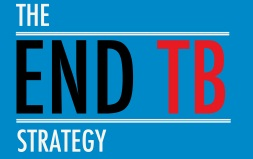 THE
END TB
STRATEGY